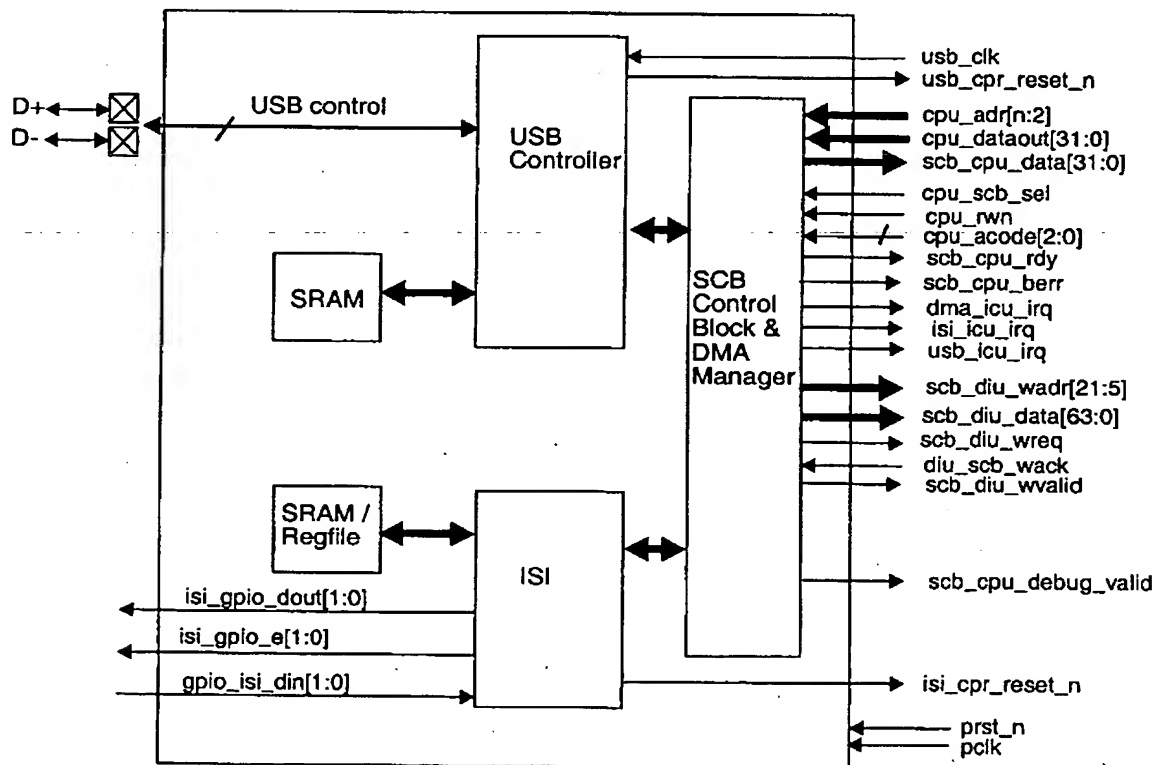 usb_clk
usb_cpr_reset_n
D+
D-
USB control
USB
Controller
cpu_adr[n:2]
cpu_dataout[31:0]
scb_cpu_data[31:0]
cpu_scb_sel
cpu_rwn
cpu_acode[2:0]
scb_cpu_rdy
scb_cpu_berr
dma_icu_irq
isi_icu_irq
usb_icu_irq
SRAM
SCB
Control
Block &
DMA
Manager
scb_diu_wadr[21:5]
scb_diu_data[63:0]
scb_diu_wreq
diu_scb_wack
scb_diu_wvalid
SRAM /
Regfile
ISI
scb_cpu_debug_valid
isi_gpio_dout[1:0]
isi_gpio_e[1:0]
gpio_isi_din[1:0]
isi_cpr_reset_n
prst_n
pclk